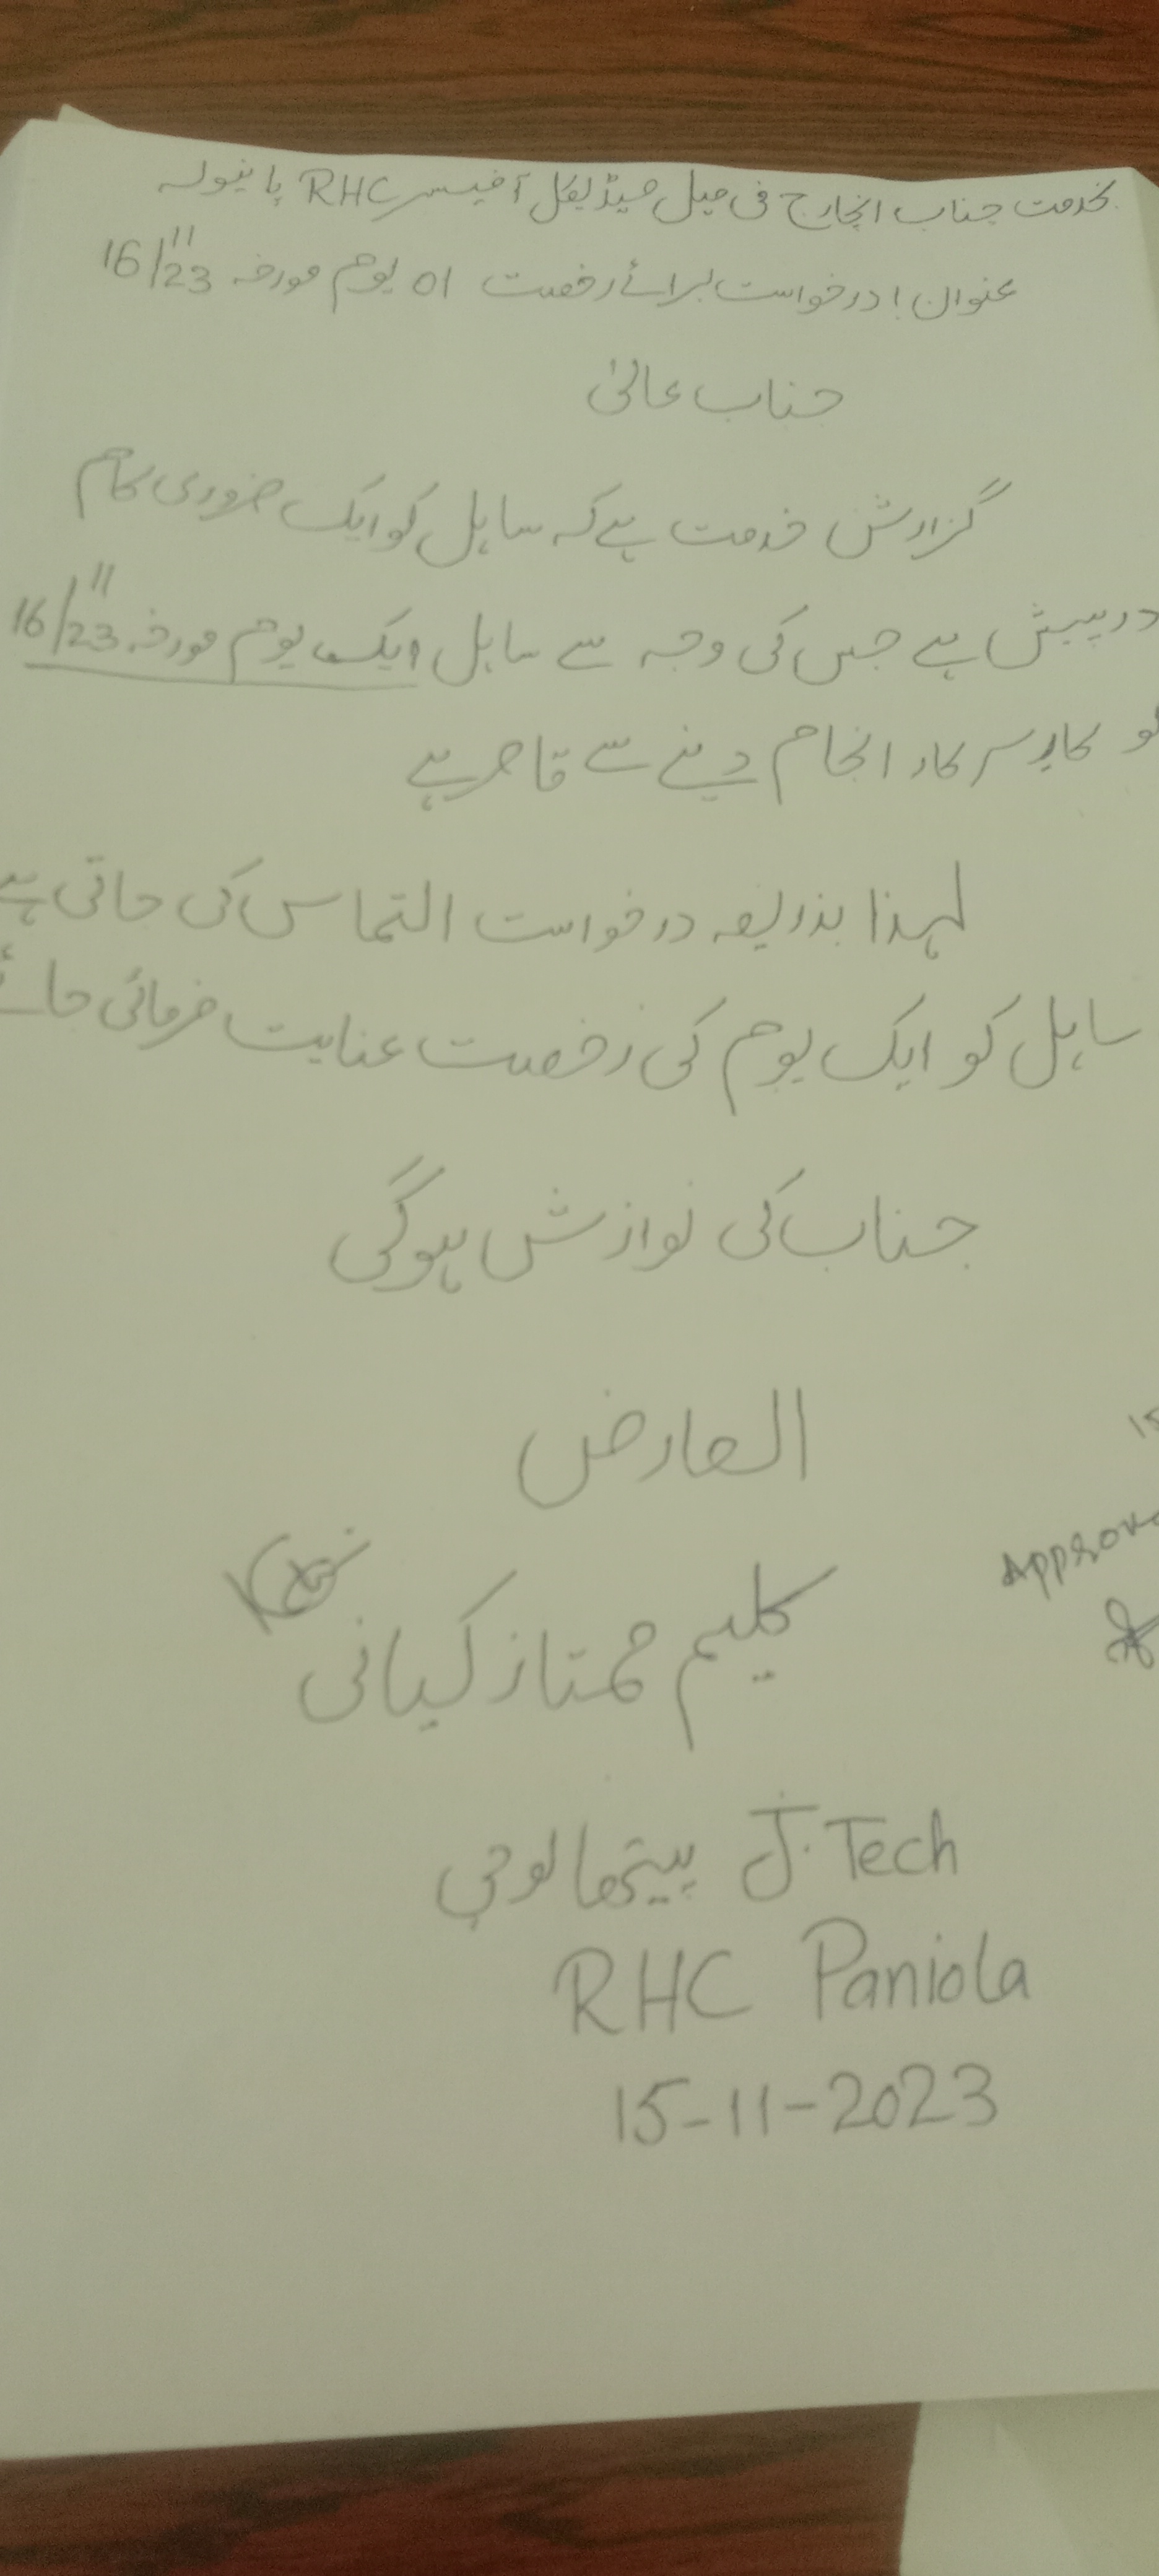 بخدمت جناب انچارج فی میل میڈیکل آفیسر RHC پانیولہ
عنوان! درخواست برائے رخصت 01 یوم مورخہ 16/11/23
جناب عالیٰ
گزارش خدمت ہے کہ سائل کو ایک ضروری کام
درپیش ہے جس کی وجہ سے سائل ایک یوم مورخہ 16/11/23
کو کارِ سرکار انجام دینے سے قاصر ہے
لہذا بذریعہ درخواست التماس کی جاتی ہے
سائل کو ایک یوم کی رخصت عنایت فرمائی جائے
جناب کی نوازش ہوگی
العارض
کلیم ممتاز کیانی
J.Tech پیتھالوجی
RHC Paniola
15-11-2023
15
Approve